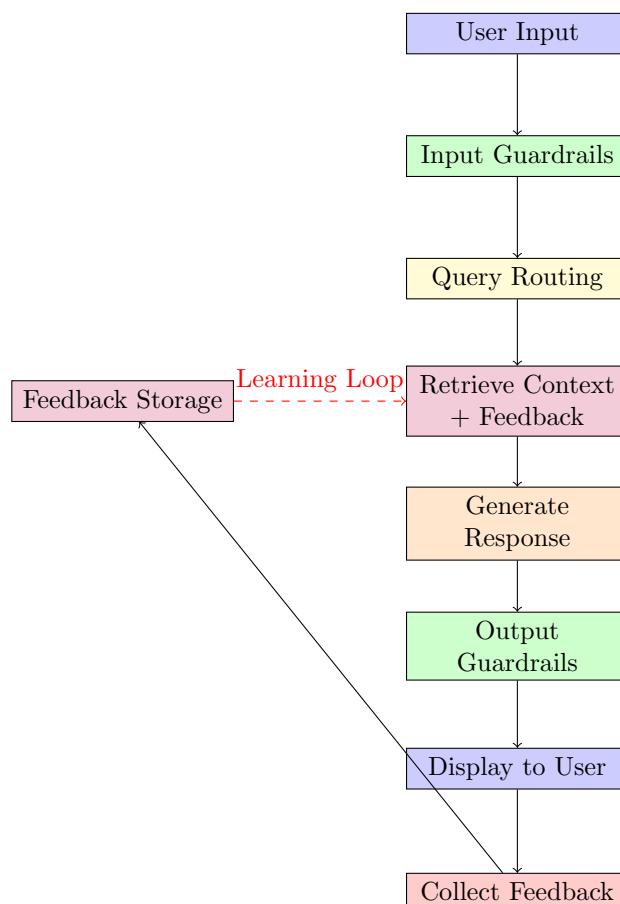 User Input
Input Guardrails
Query Routing
Learning Loop
Feedback Storage
Retrieve Context
+ Feedback
Generate
Response
Output
Guardrails
Display to User
Collect Feedback